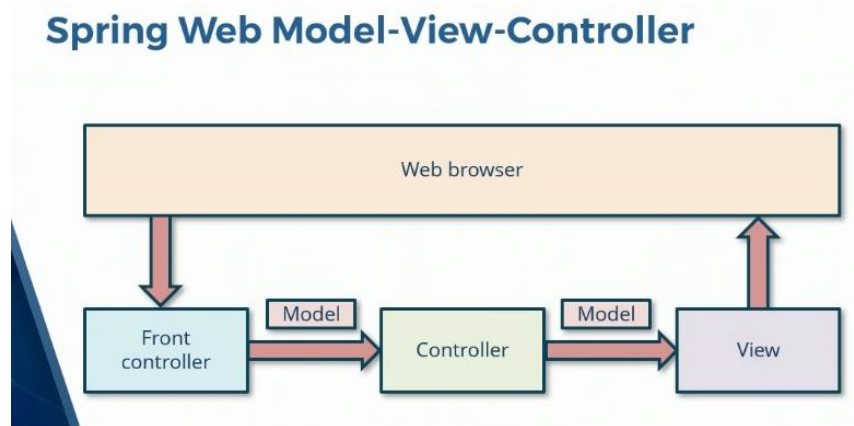 Spring Web Model-View-Controller
Web browser
Model
Model
Front
controller
Controller
View